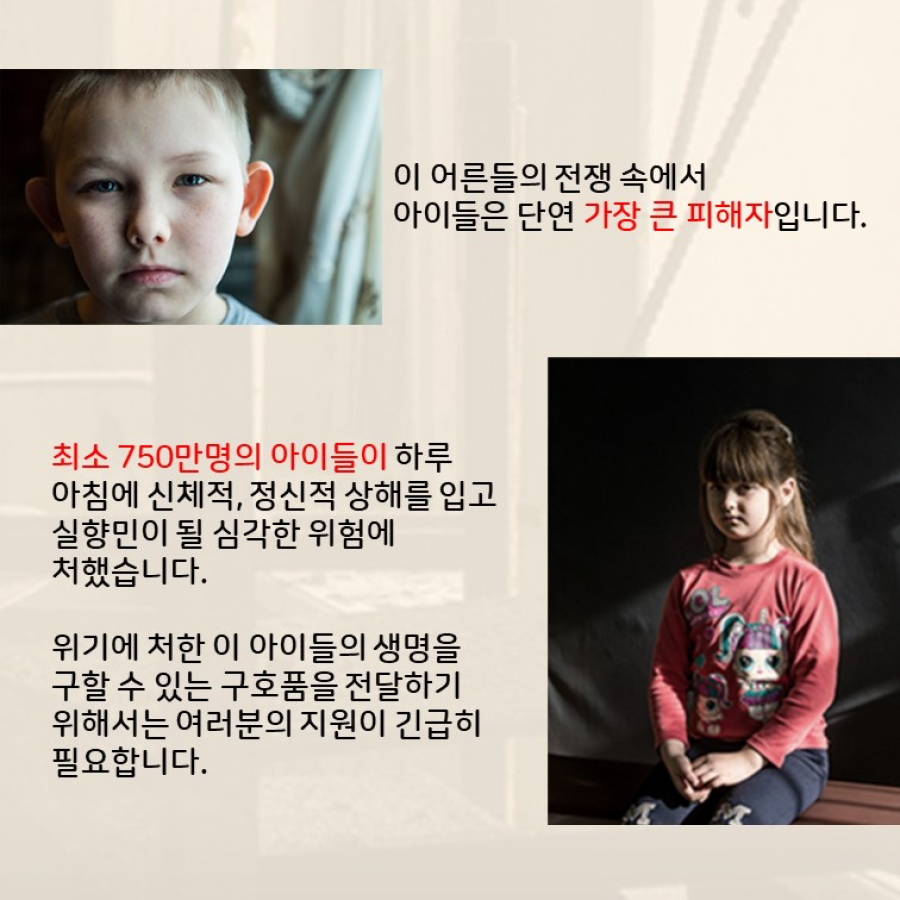 이 어른들의 전쟁 속에서
아이들은 단연 가장 큰 피해자입니다.
최소 750만명의 아이들이 하루
아침에 신체적, 정신적 상해를 입고
실향민이 될 심각한 위험에
처했습니다.
위기에 처한 이 아이들의 생명을
구할 수 있는 구호품을 전달하기
위해서는 여러분의 지원이 긴급히
필요합니다.
OL
M
M